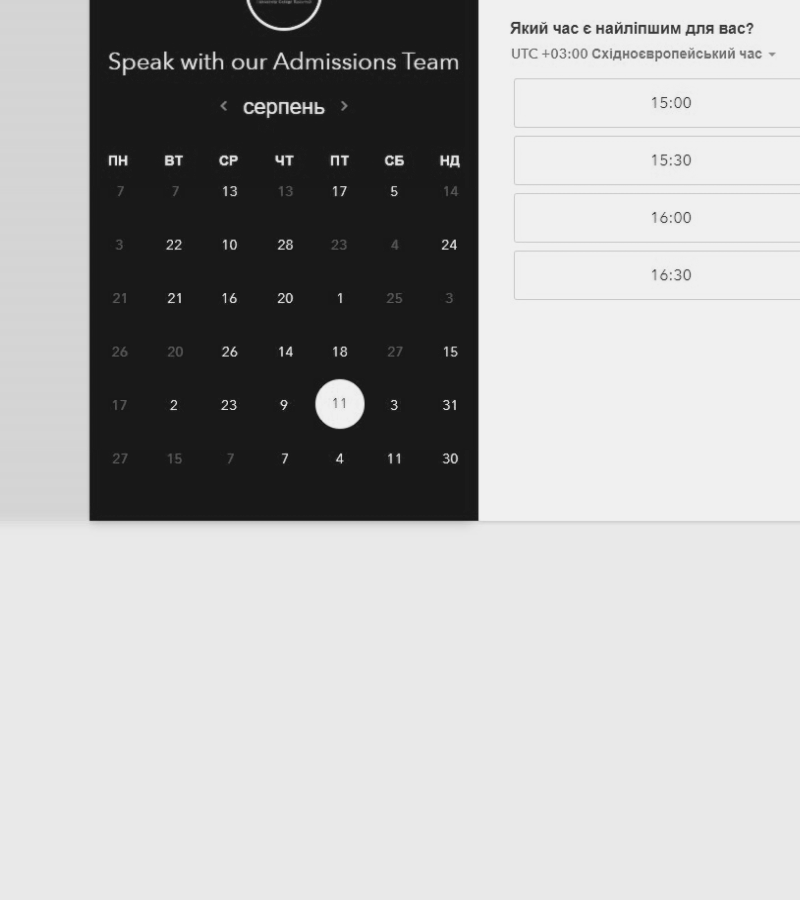 Speak with our Admissions Team
серпень
ПН ВТ СР ЧТ ПТ СБ НД
7 7 13 13 17 5 14
3 22 10 28 23 4 24
21 21 16 20 1 25 3
26 20 26 14 18 27 15
17 2 23 9 11 3 31
27 15 7 7 4 11 30
Який час є найліпшим для вас?
UTC +03:00 Східноєвропейський час
15:00
15:30
16:00
16:30